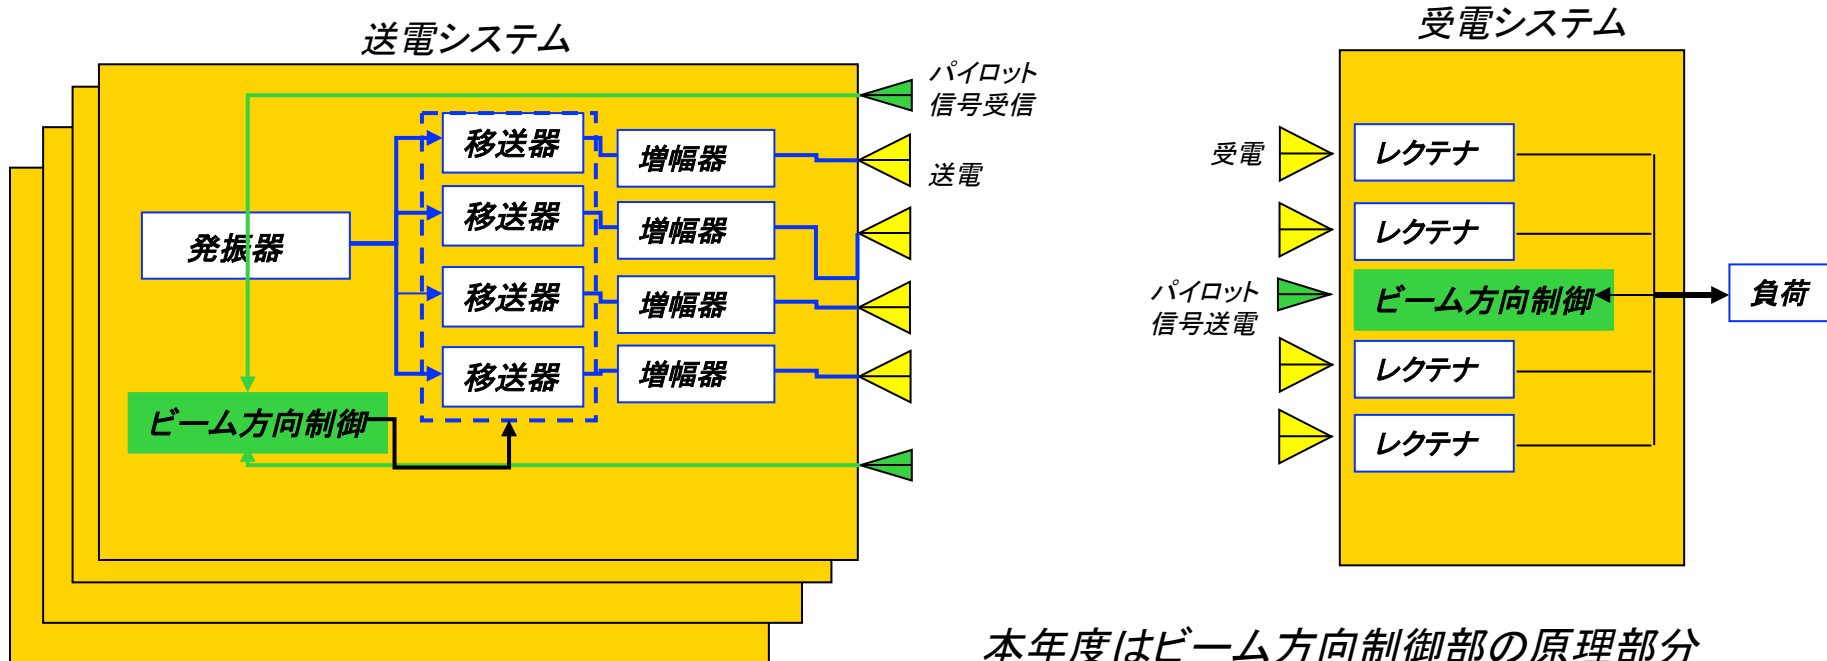 送電システム
受電システム
パイロット
信号受信
送電
発振器
移送器
移送器
移送器
移送器
増幅器
増幅器
増幅器
増幅器
ビーム方向制御
受電
パイロット
信号送電
レクテナ
レクテナ
ビーム方向制御
レクテナ
レクテナ
負荷
本年度はビーム方向制御部の原理部分